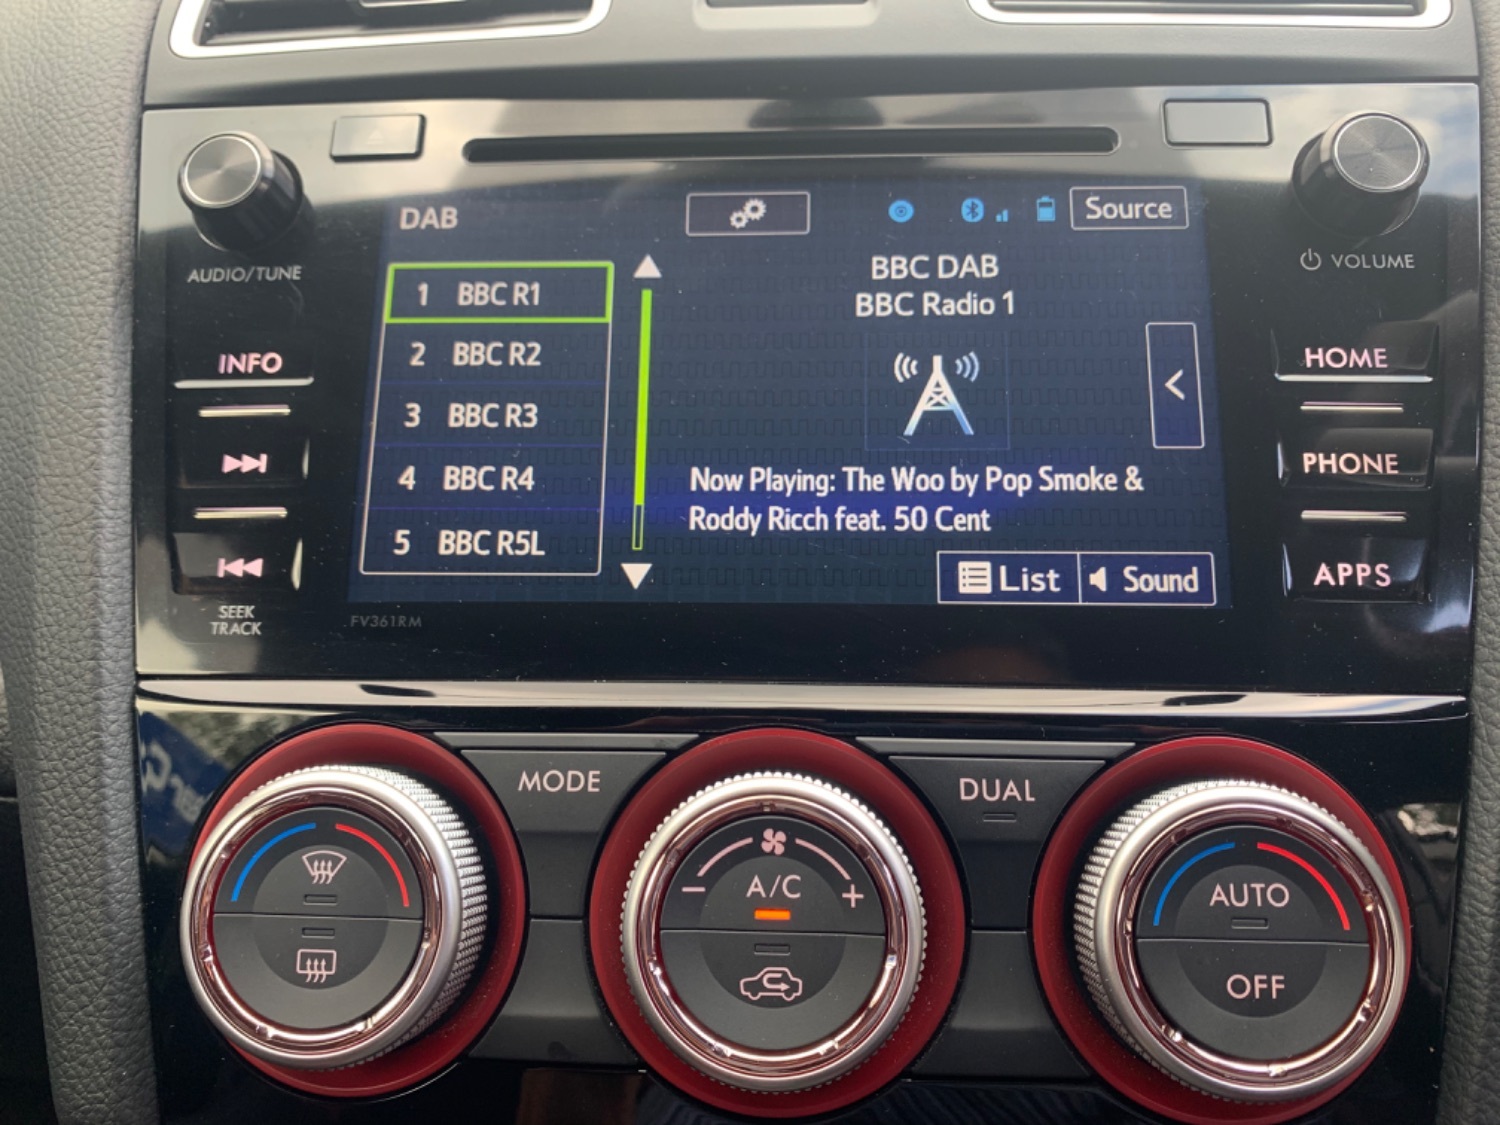 DAB
Source
AUDIO/TUNE
VOLUME
1 BBC R1
2 BBC R2
3 BBC R3
4 BBC R4
5 BBC R5L
BBC DAB
BBC Radio 1
Now Playing: The Woo by Pop Smoke &
Roddy Ricch feat. 50 Cent
List
Sound
INFO
SEEK
TRACK
HOME
PHONE
APPS
FV361RM
MODE
DUAL
A/C
AUTO
OFF